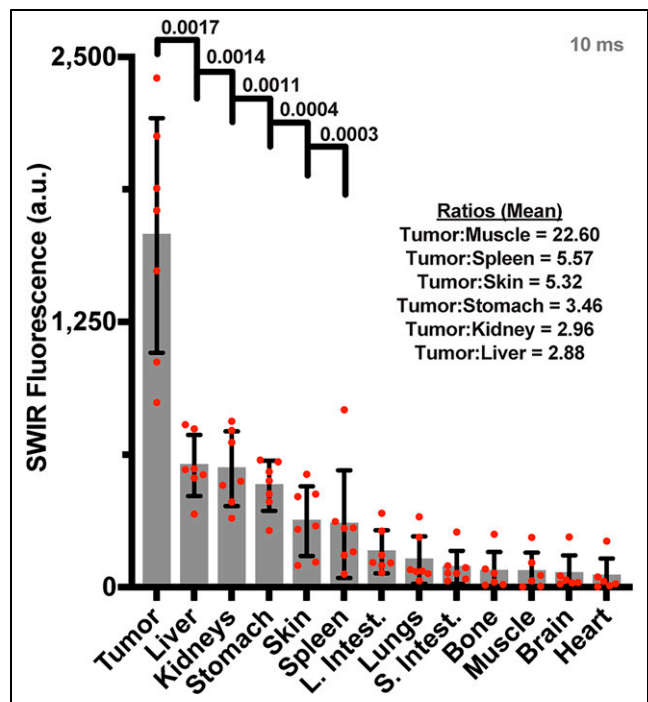 0.0017
10 ms
2,500
0.0014
0.0011
0.0004
0.0003
Ratios (Mean)
Tumor:Muscle = 22.60
Tumor:Spleen = 5.57
Tumor:Skin = 5.32
Tumor:Stomach = 3.46
Tumor:Kidney = 2.96
Tumor:Liver = 2.88
1,250
0
SWIR Fluorescence (a.u.)
Tumor
Liver
Kidneys
Stomach
Skin
Spleen
L. Intest.
Lungs
S. Intest.
Bone
Muscle
Brain
Heart